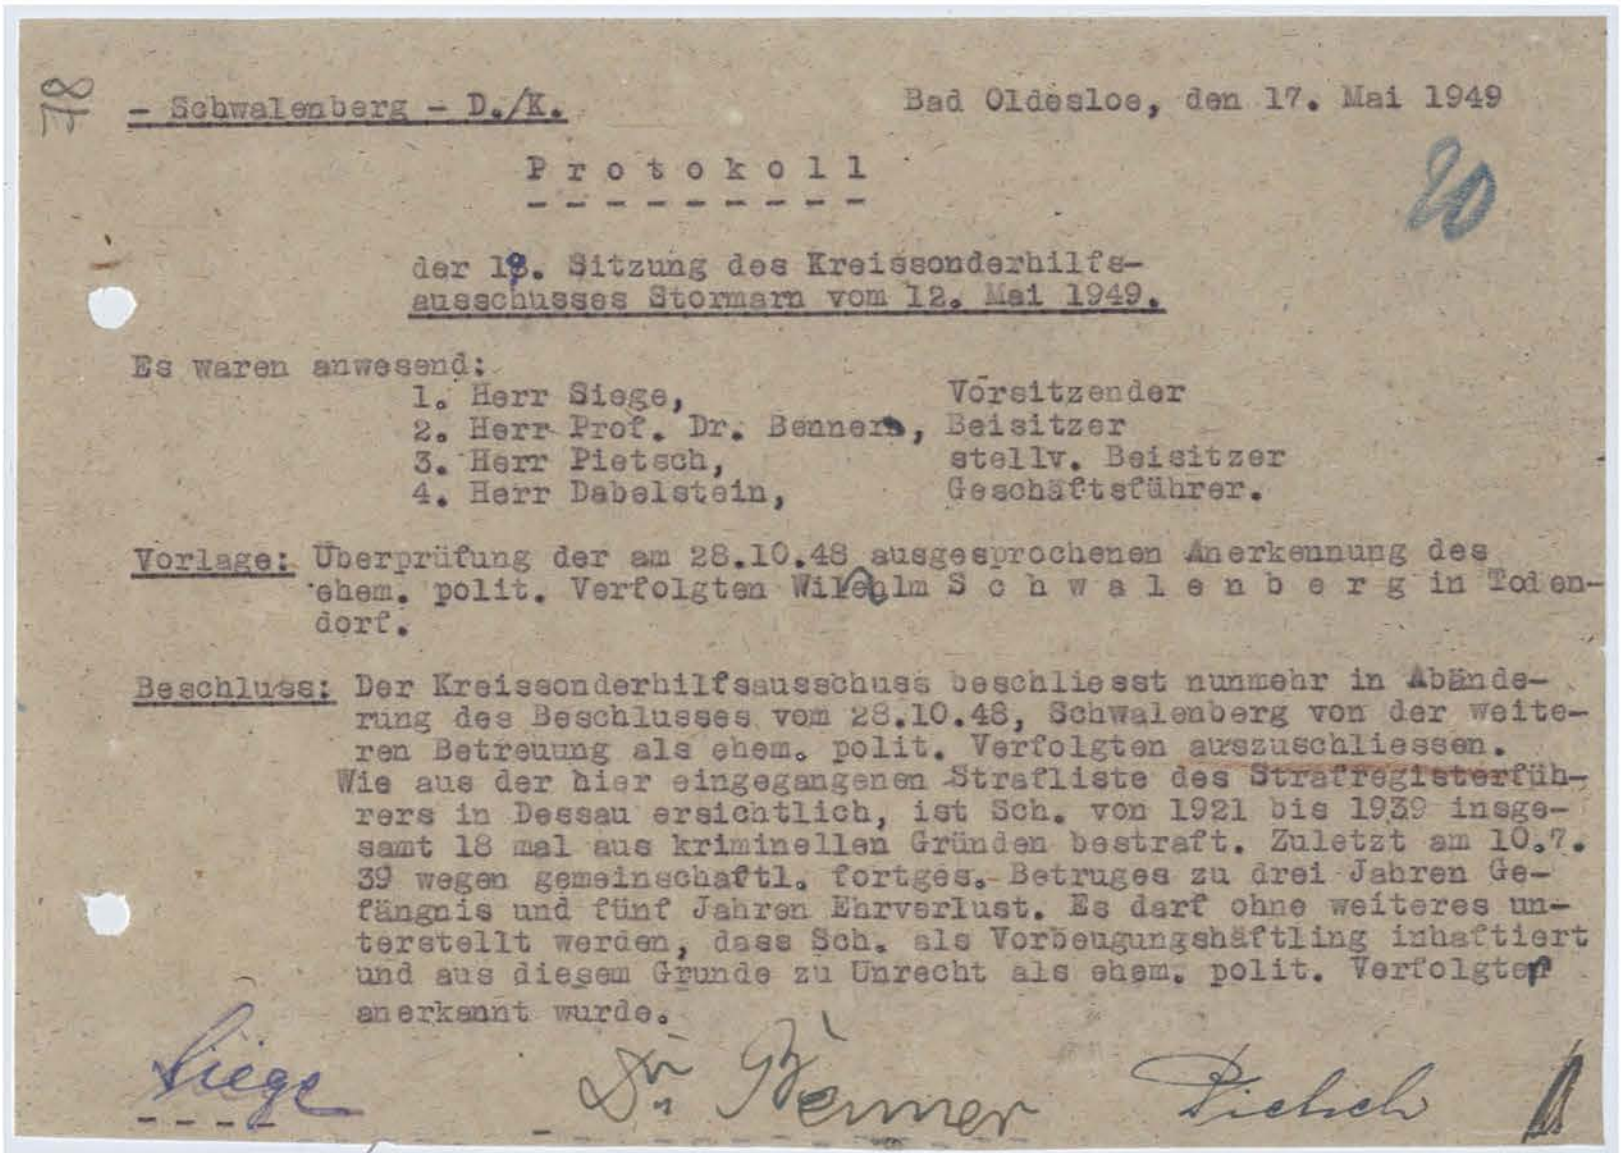 78
- Schwalenberg - D./K. Bad Oldesloe, den 17. Mai 1949
P r o t o k o l l
20
der 19. Sitzung des Kreissonderhilfs-
ausschusses Stormarn vom 12. Mai 1949.
Es waren anwesend:
1. Herr Siege, Vorsitzender
2. Herr Prof. Dr. Benner, Beisitzer
3. Herr Pietsch, stellv. Beisitzer
4. Herr Dabelstein, Geschäftsführer.
Vorlage: Überprüfung der am 28.10.48 ausgesprochenen Anerkennung des
ehem. polit. Verfolgten Wilhelm S c h w a l e n b e r g in Toden-
dorf.
Beschluss: Der Kreissonderhilfsausschuss beschliesst nunmehr in Abände-
rung des Beschlusses vom 28.10.48, Schwalenberg von der weite-
ren Betreuung als ehem. polit. Verfolgten auszuschliessen.
Wie aus der hier eingegangenen Strafliste des Strafregisterfüh-
rers in Dessau ersichtlich, ist Sch. von 1921 bis 1939 insge-
samt 18 mal aus kriminellen Gründen bestraft. Zuletzt am 10.7.
39 wegen gemeinschaftl. fortges. Betruges zu drei Jahren Ge-
fängnis und fünf Jahren Ehrverlust. Es darf ohne weiteres un-
terstellt werden, dass Sch. als Vorbeugungshäftling inhaftiert
und aus diesem Grunde zu Unrecht als ehem. polit. Verfolgter
anerkannt wurde.
Siege Dr. Benner Pietsch